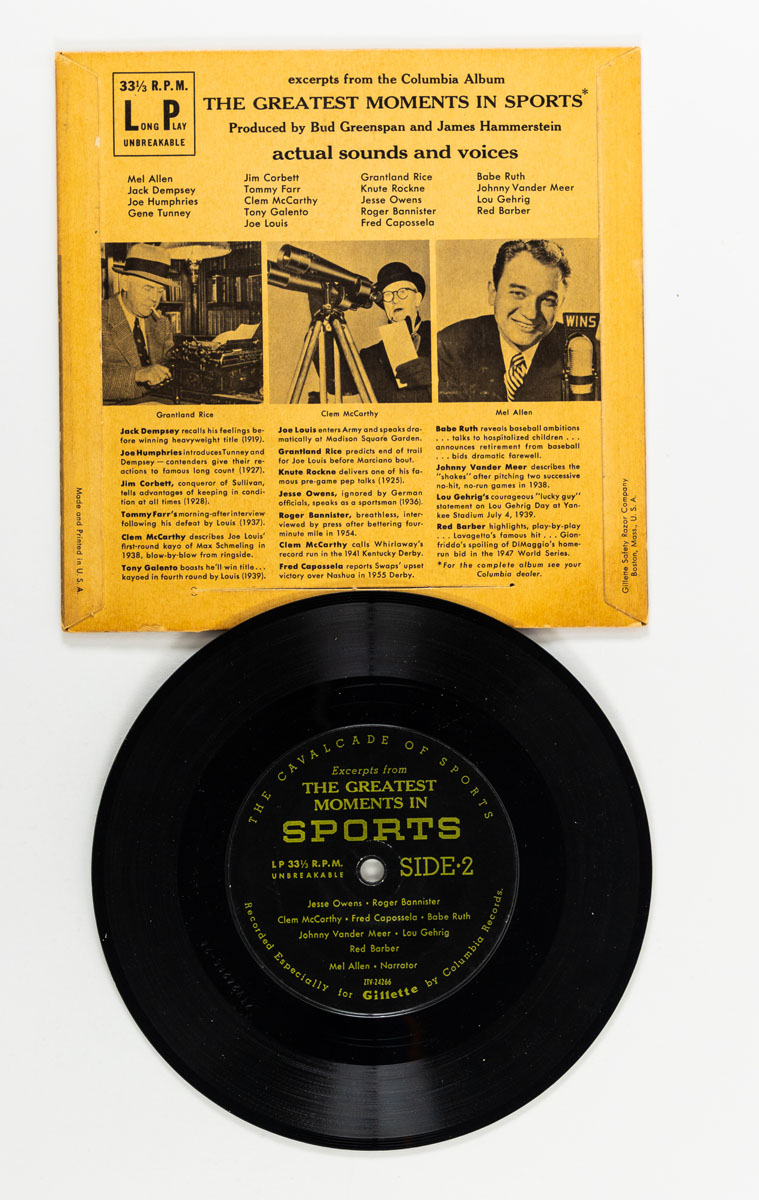 33⅓ R.P.M.
LONG PLAY
UNBREAKABLE
excerpts from the Columbia Album
THE GREATEST MOMENTS IN SPORTS*
Produced by Bud Greenspan and James Hammerstein
actual sounds and voices
Mel Allen
Jack Dempsey
Joe Humphries
Gene Tunney
Jim Corbett
Tommy Farr
Clem McCarthy
Tony Galento
Joe Louis
Grantland Rice
Knute Rockne
Jesse Owens
Roger Bannister
Fred Capossela
Babe Ruth
Johnny Vander Meer
Lou Gehrig
Red Barber
WINS
Grantland Rice
Clem McCarthy
Mel Allen
Jack Dempsey recalls his feelings be-
fore winning heavyweight title (1919).
Joe Humphries introduces Tunney and
Dempsey — contenders give their re-
actions to famous long count (1927).
Jim Corbett, conqueror of Sullivan,
tells advantages of keeping in condi-
tion at all times (1928).
Tommy Farr's morning-after interview
following his defeat by Louis (1937).
Clem McCarthy describes Joe Louis'
first-round kayo of Max Schmeling in
1938, blow-by-blow from ringside.
Tony Galento boasts he'll win title...
kayoed in fourth round by Louis (1939).
Joe Louis enters Army and speaks dra-
matically at Madison Square Garden.
Grantland Rice predicts end of trail
for Joe Louis before Marciano bout.
Knute Rockne delivers one of his fa-
mous pre-game pep talks (1925).
Jesse Owens, ignored by German
officials, speaks as a sportsman (1936).
Roger Bannister, breathless, inter-
viewed by press after bettering four-
minute mile in 1954.
Clem McCarthy calls Whirlaway's
record run in the 1941 Kentucky Derby.
Fred Capossela reports Swaps' upset
victory over Nashua in 1955 Derby.
Babe Ruth reveals baseball ambitions
. . . talks to hospitalized children . . .
announces retirement from baseball
. . . bids dramatic farewell.
Johnny Vander Meer describes the
"shakes" after pitching two successive
no-hit, no-run games in 1938.
Lou Gehrig's courageous "lucky guy"
statement on Lou Gehrig Day at Yan-
kee Stadium July 4, 1939.
Red Barber highlights, play-by-play
. . . Lavagetto's famous hit . . . Gion-
friddo's spoiling of DiMaggio's home-
run bid in the 1947 World Series.
*For the complete album see your
Columbia dealer.
Made and Printed in U.S.A.
Gillette Safety Razor Company
Boston, Mass., U.S.A.
THE CAVALCADE OF SPORTS
Excerpts from
THE GREATEST
MOMENTS IN
SPORTS
LP 33⅓ R.P.M.
UNBREAKABLE
SIDE·2
Jesse Owens • Roger Bannister
Clem McCarthy • Fred Capossela • Babe Ruth
Johnny Vander Meer • Lou Gehrig
Red Barber
Mel Allen • Narrator
ZTV-24266
Recorded Especially for Gillette by Columbia Records.